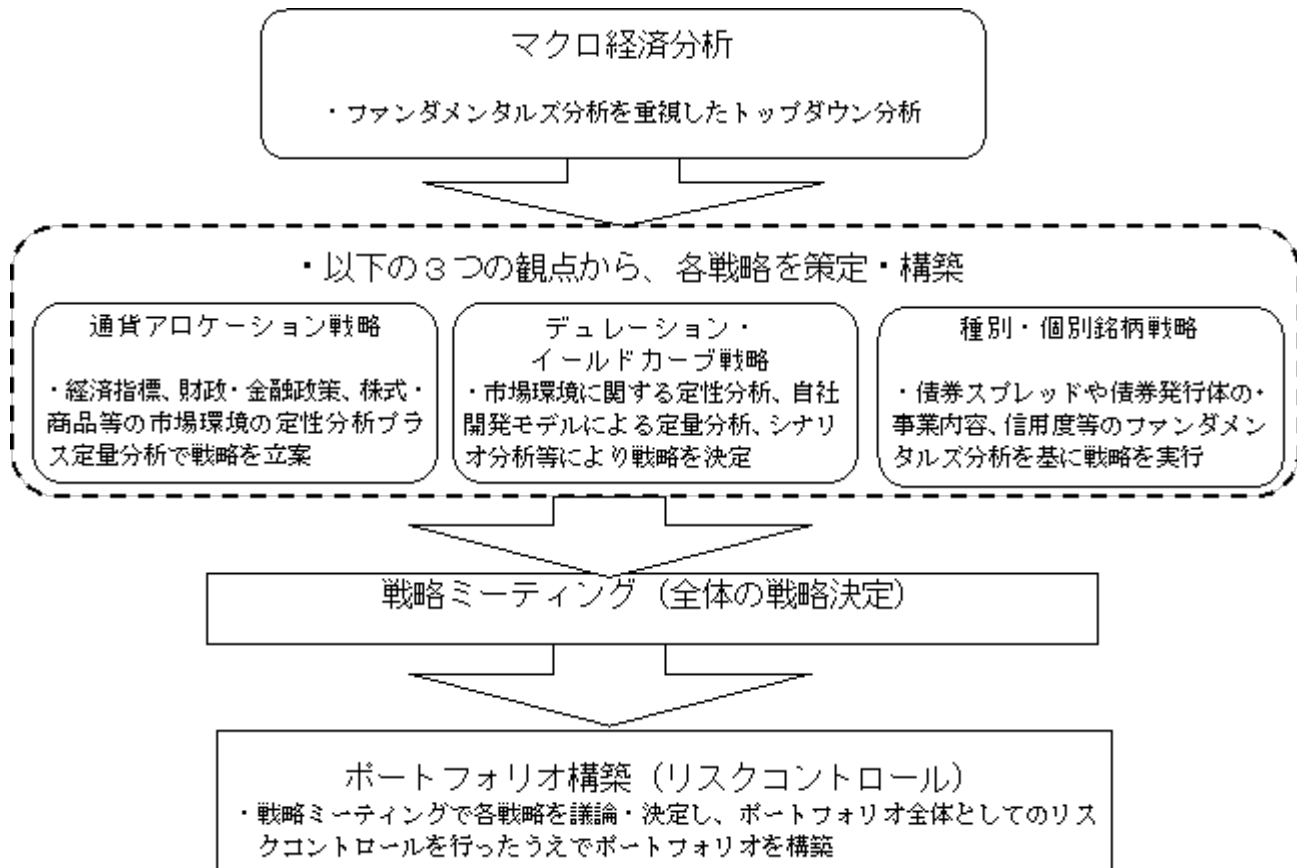 マクロ経済分析
・ファンダメンタルズ分析を重視したトップダウン分析
・以下の３つの観点から、各戦略を策定・構築
通貨アロケーション戦略
・経済指標、財政・金融政策、株式・
商品等の市場環境の定性分析プラ
ス定量分析で戦略を立案
デュレーション・
イールドカーブ戦略
・市場環境に関する定性分析、自社
開発モデルによる定量分析、シナリ
オ分析等により戦略を決定
種別・個別銘柄戦略
・債券スプレッドや債券発行体の・
事業内容、信用度等のファンダメン
タルズ分析を基に戦略を実行
戦略ミーティング（全体の戦略決定）
ポートフォリオ構築（リスクコントロール）
・戦略ミーティングで各戦略を議論・決定し、ポートフォリオ全体としてのリス
クコントロールを行ったうえでポートフォリオを構築